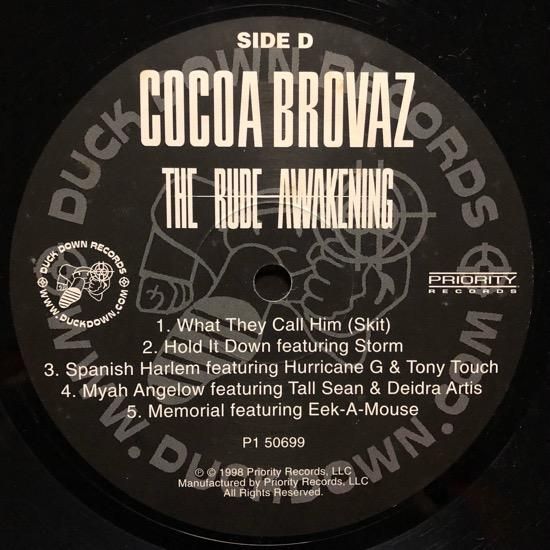 SIDE D
COCOA BROVAZ
THE RUDE AWAKENING
DUCK DOWN RECORDS
WWW.DUCKDOWN.COM
DUCK DOWN RECORDS
WWW.DUCKDOWN.COM
PRIORITY
RECORDS
1. What They Call Him (Skit)
2. Hold It Down featuring Storm
3. Spanish Harlem featuring Hurricane G & Tony Touch
4. Myah Angelow featuring Tall Sean & Deidra Artis
5. Memorial featuring Eek-A-Mouse
P1 50699
℗ © 1998 Priority Records, LLC
Manufactured by Priority Records, LLC
All Rights Reserved.